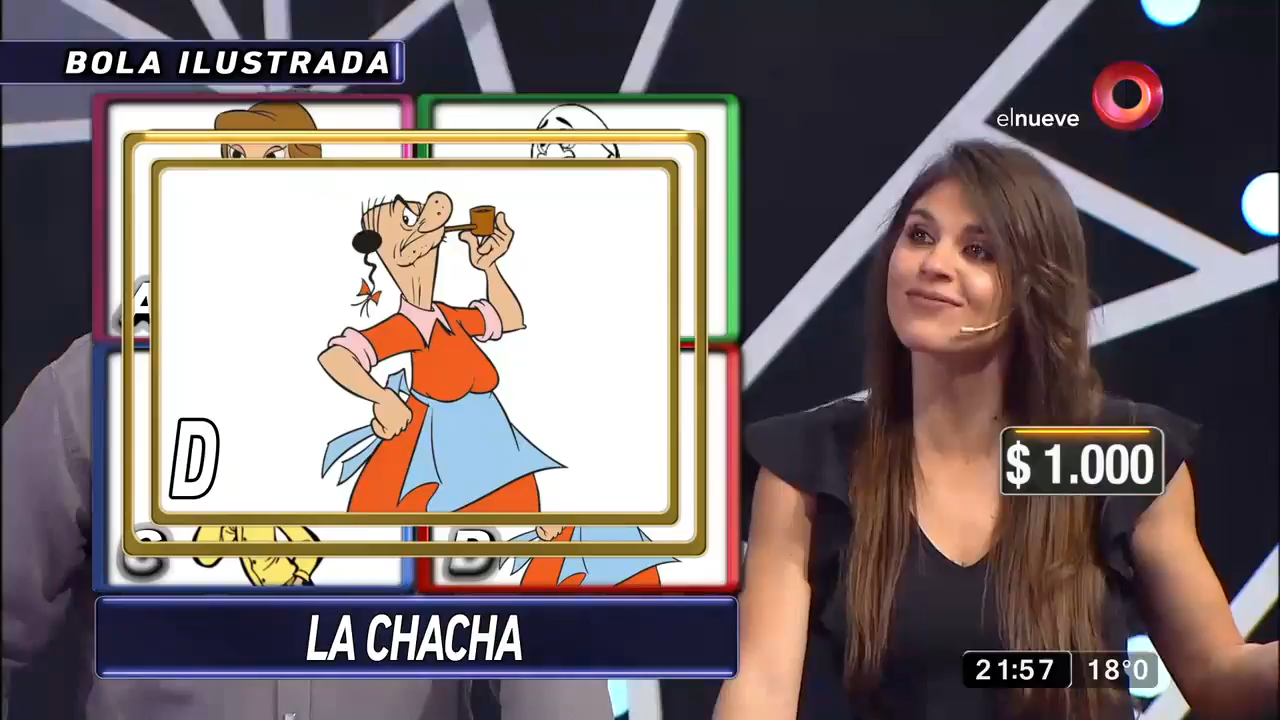 BOLA ILUSTRADA
elnueve
A
D
$ 1.000
C
D
LA CHACHA
21:57 18°0